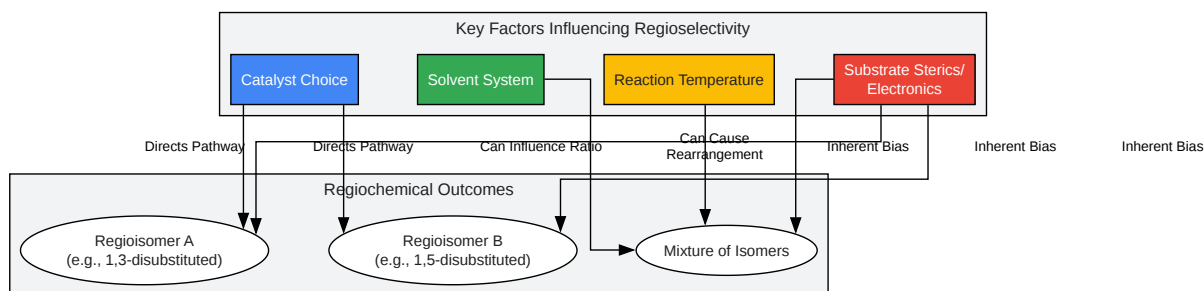 Key Factors Influencing Regioselectivity
Catalyst Choice
Solvent System
Reaction Temperature
Substrate Sterics/
Electronics
Directs Pathway
Directs Pathway
Can Influence Ratio
Can Cause
Rearrangement
Inherent Bias
Inherent Bias
Inherent Bias
Regiochemical Outcomes
Regioisomer A
(e.g., 1,3-disubstituted)
Regioisomer B
(e.g., 1,5-disubstituted)
Mixture of Isomers